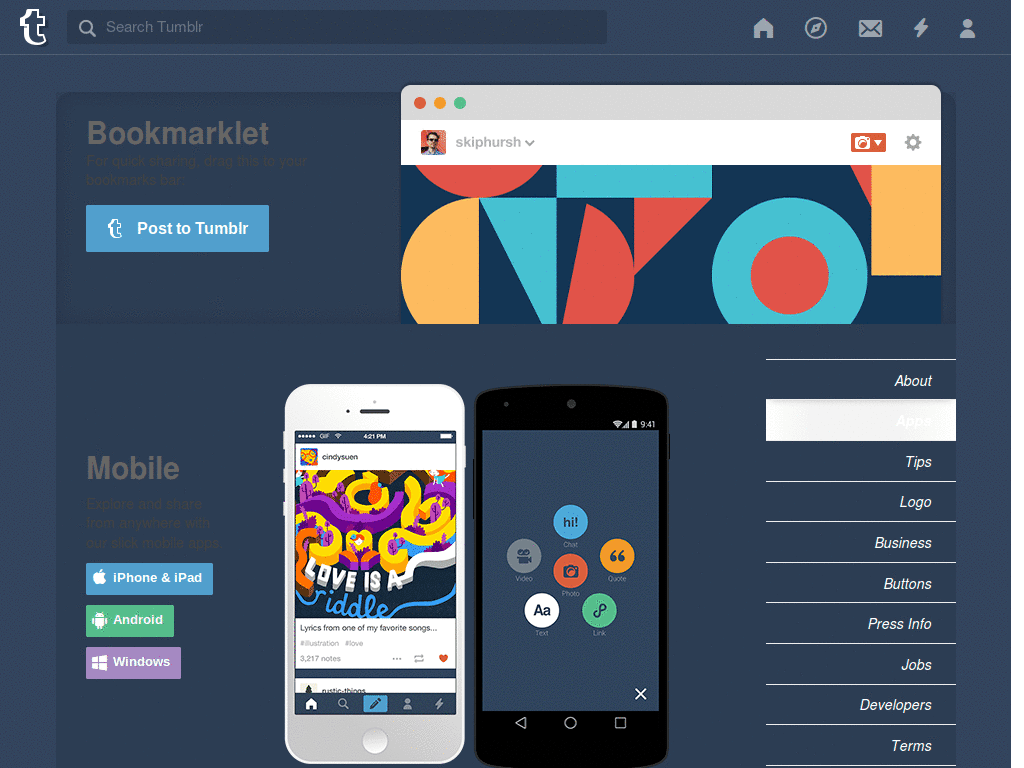 Search Tumblr
Bookmarklet
For quick sharing, drag this to your
bookmarks bar:
Post to Tumblr
skiphursh
Mobile
Explore and share
from anywhere with
our slick mobile apps.
iPhone & iPad
Android
Windows
GIF 4:21 PM
cindysuen
LOVE IS A
riddle
Lyrics from one of my favorite songs...
#illustration #love
3,217 notes
rustic-things
9:41
hi!
Chat
Video
Quote
Photo
Aa
Text
Link
About
Apps
Tips
Logo
Business
Buttons
Press Info
Jobs
Developers
Terms